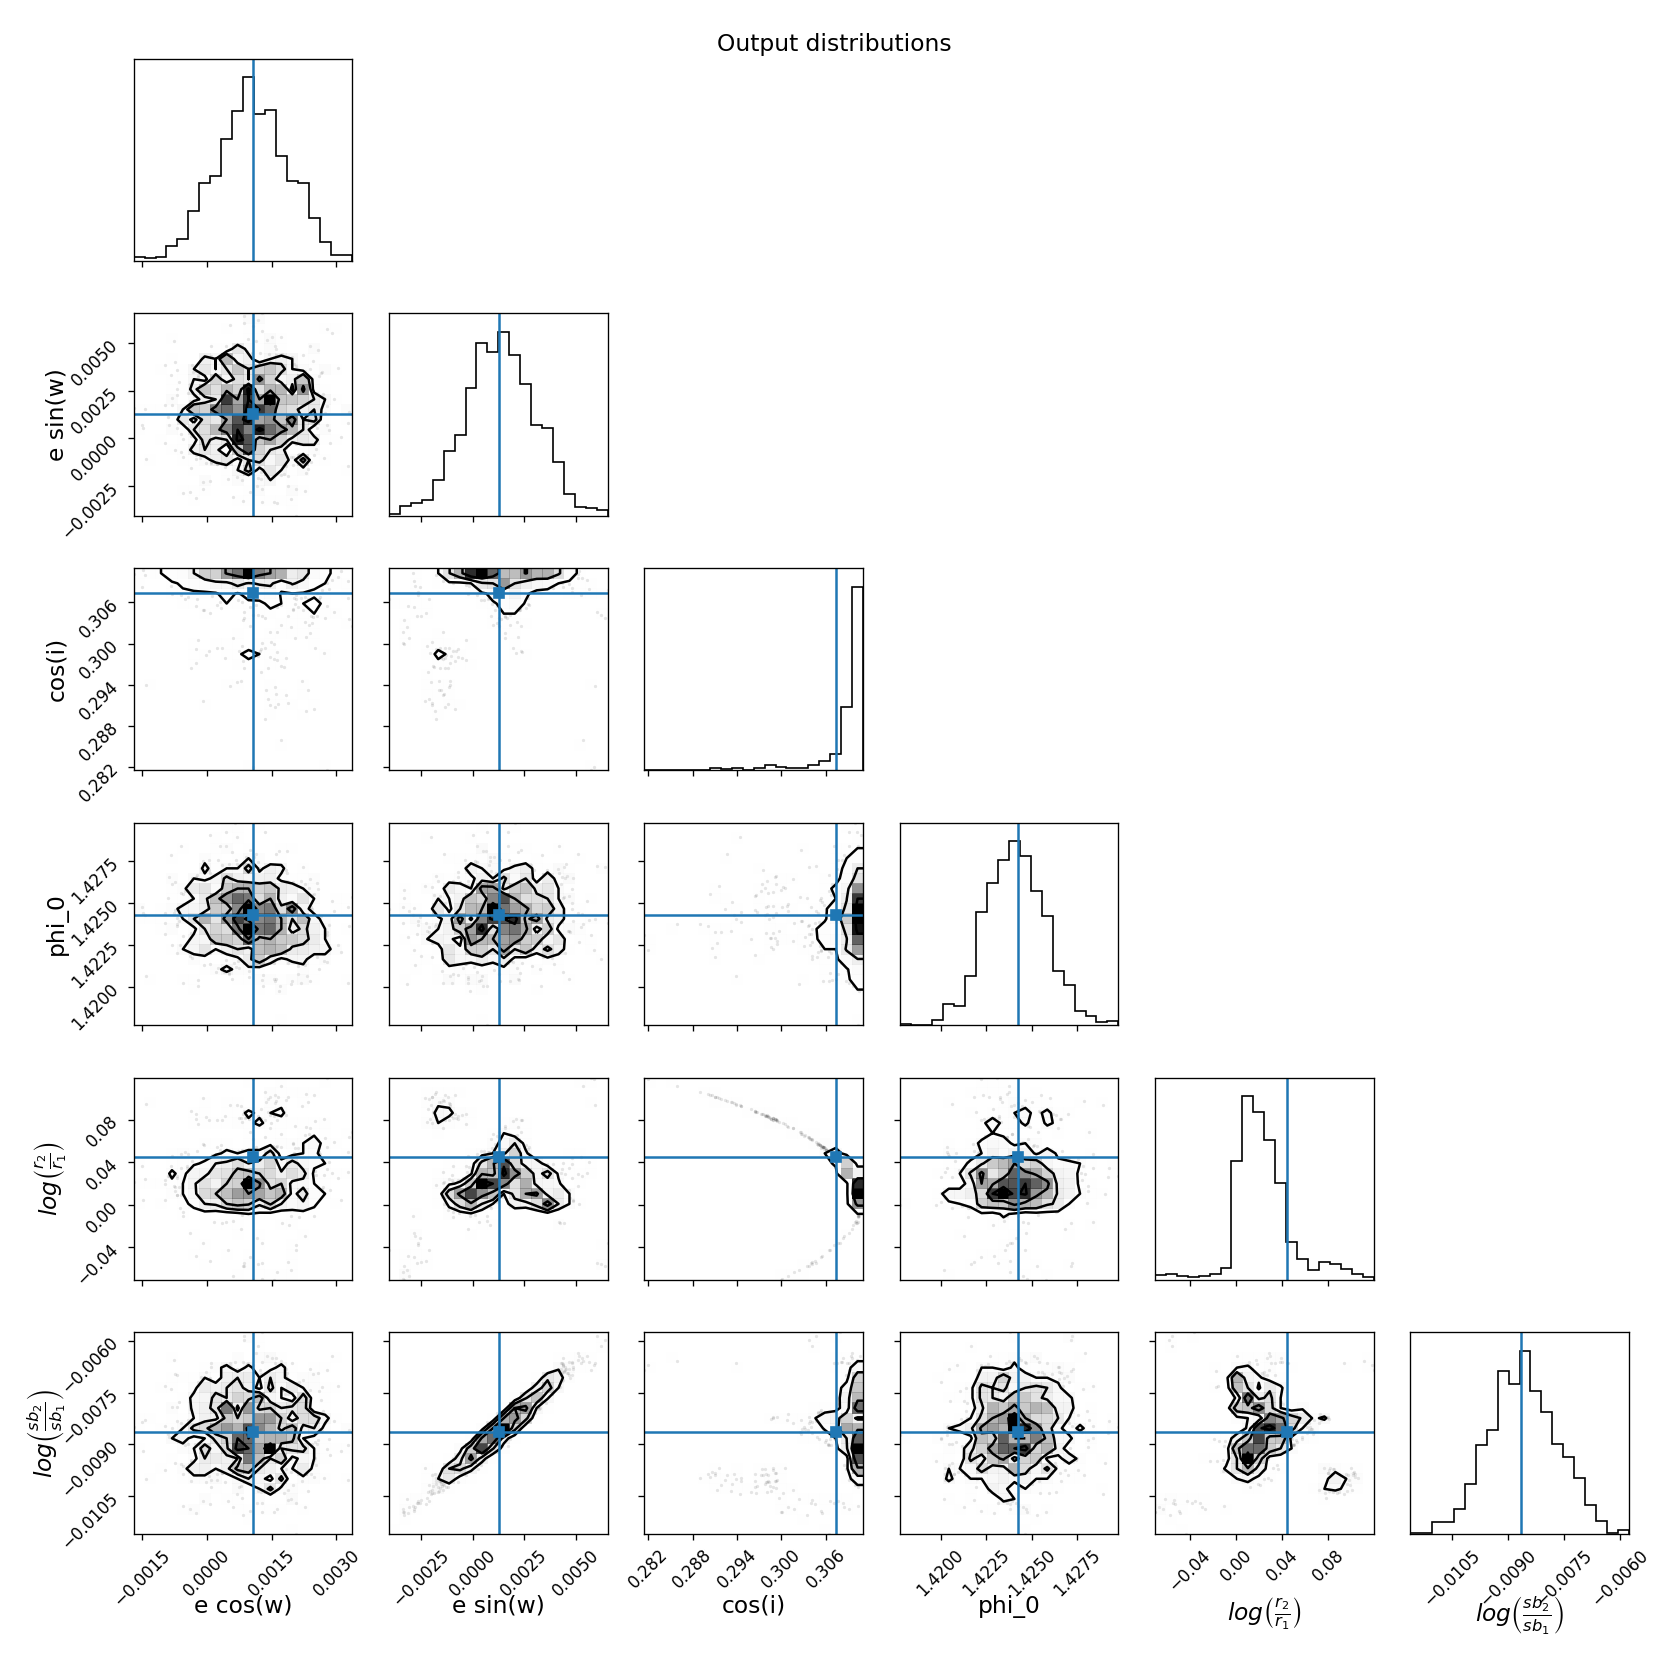 Output distributions
e sin(w)
0.0050
0.0025
0.0000
−0.0025
cos(i)
0.306
0.300
0.294
0.288
0.282
phi_0
1.4275
1.4250
1.4225
1.4200
log(r₂/r₁)
0.08
0.04
0.00
−0.04
log(sb₂/sb₁)
−0.0060
−0.0075
−0.0090
−0.0105
−0.0015 0.0000 0.0015 0.0030
e cos(w)
−0.0025 0.0000 0.0025 0.0050
e sin(w)
0.282 0.288 0.294 0.300 0.306
cos(i)
1.4200 1.4225 1.4250 1.4275
phi_0
−0.04 0.00 0.04 0.08
log(r₂/r₁)
−0.0105 −0.0090 −0.0075 −0.0060
log(sb₂/sb₁)